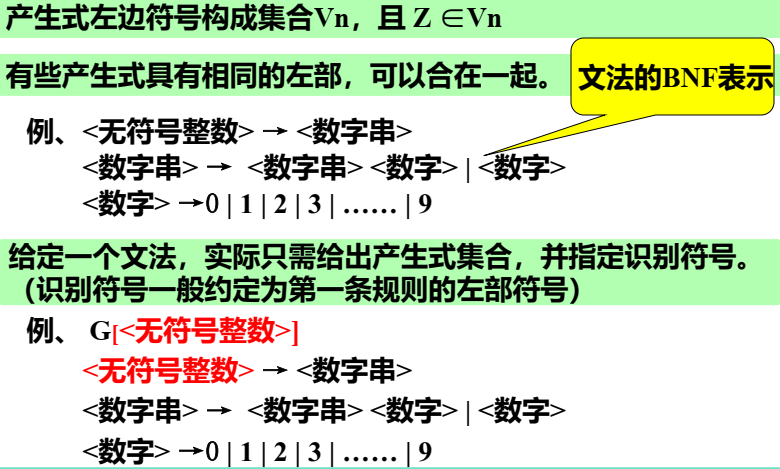 产生式左边符号构成集合Vn，且 Z ∈Vn
有些产生式具有相同的左部，可以合在一起。
文法的BNF表示
例、<无符号整数> → <数字串>
<数字串> → <数字串> <数字> | <数字>
<数字> →0 | 1 | 2 | 3 | …… | 9
给定一个文法，实际只需给出产生式集合，并指定识别符号。
（识别符号一般约定为第一条规则的左部符号）
例、 G[<无符号整数>]
<无符号整数> → <数字串>
<数字串> → <数字串> <数字> | <数字>
<数字> →0 | 1 | 2 | 3 | …… | 9